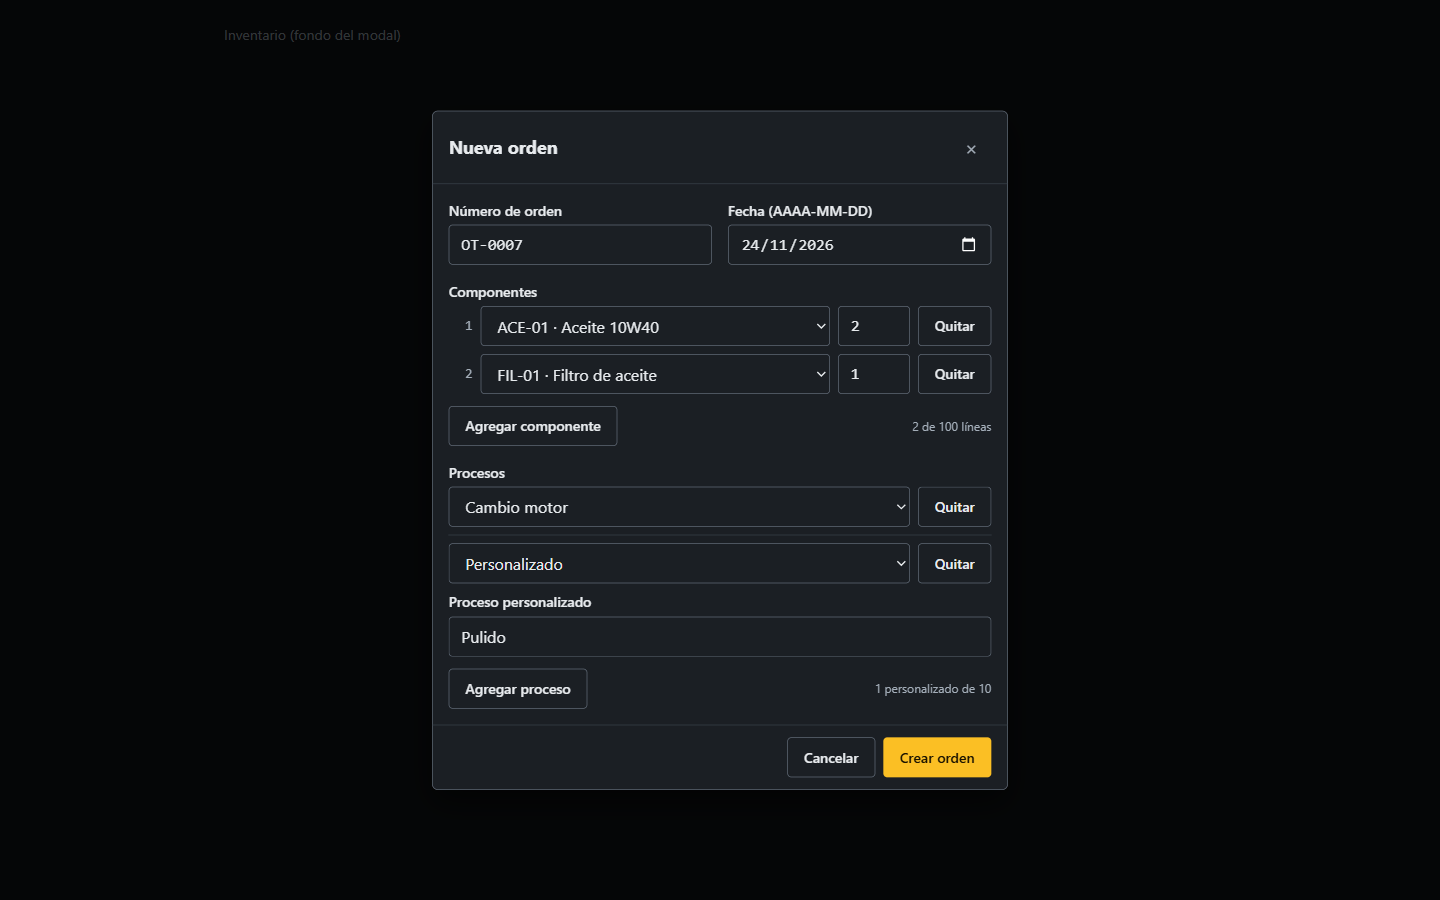 Inventario (fondo del modal)
Nueva orden ×
Número de orden Fecha (AAAA-MM-DD)
OT-0007 24/11/2026
Componentes
1 ACE-01 · Aceite 10W40 2 Quitar
2 FIL-01 · Filtro de aceite 1 Quitar
Agregar componente 2 de 100 líneas
Procesos
Cambio motor Quitar
Personalizado Quitar
Proceso personalizado
Pulido
Agregar proceso 1 personalizado de 10
Cancelar Crear orden